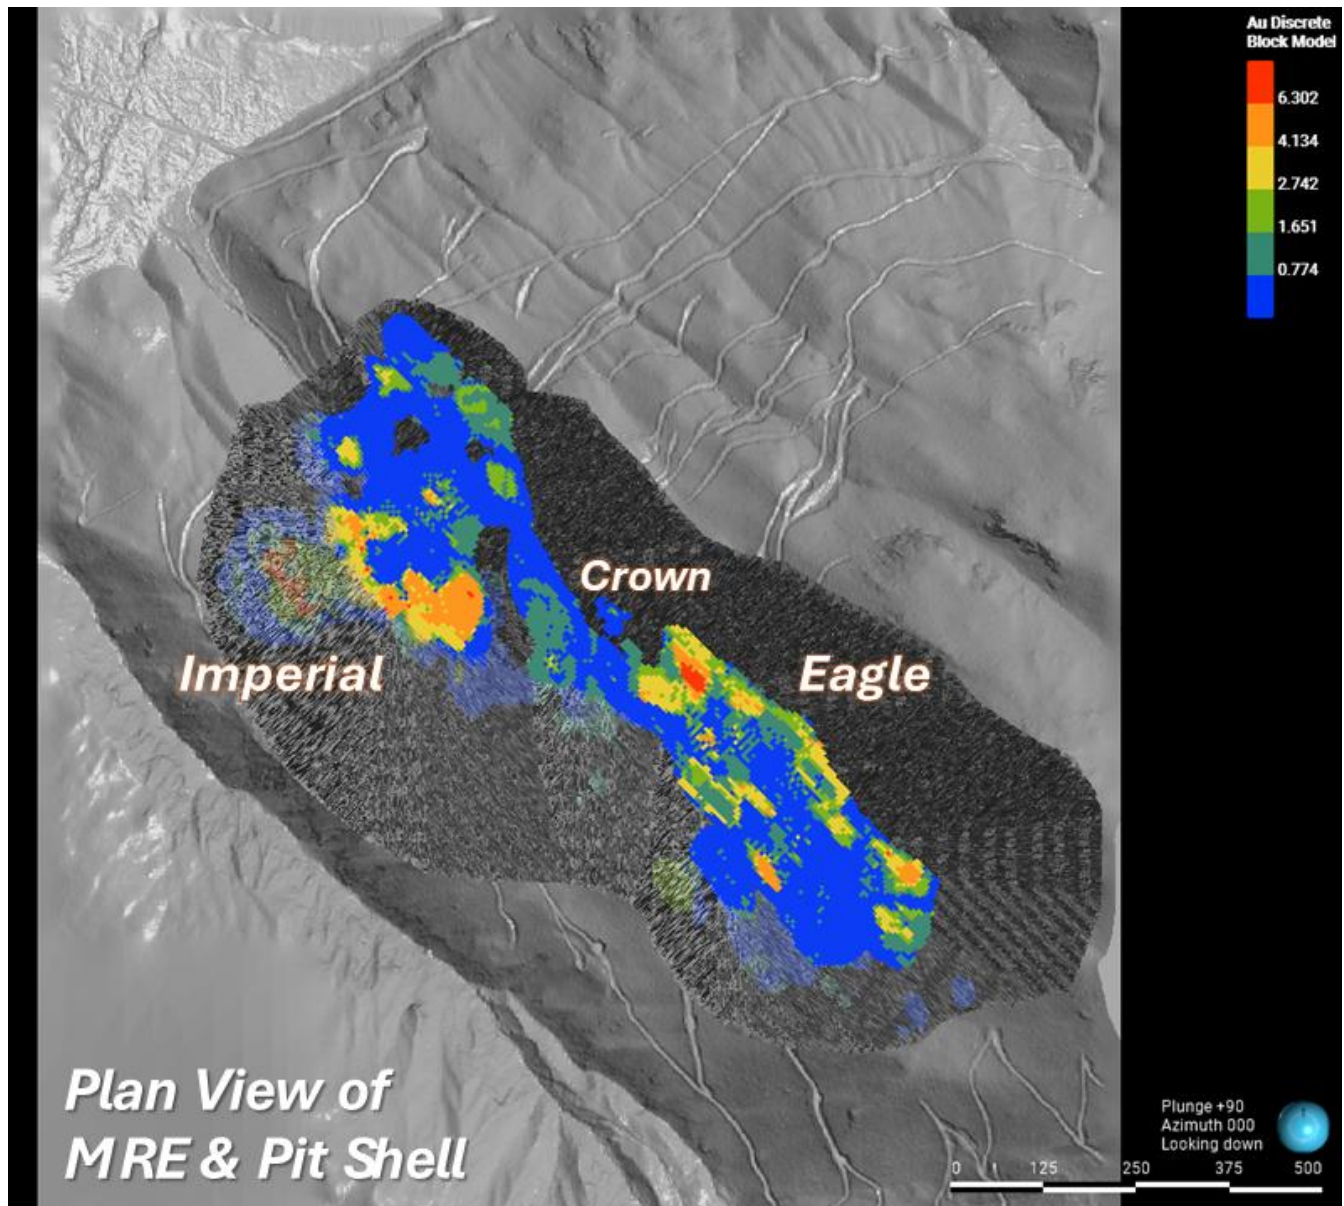 Au Discrete
Block Model
6.302
4.134
2.742
1.651
0.774
Crown
Imperial
Eagle
Plan View of
MRE & Pit Shell
Plunge +90
Azimuth 000
Looking down
0 125 250 375 500